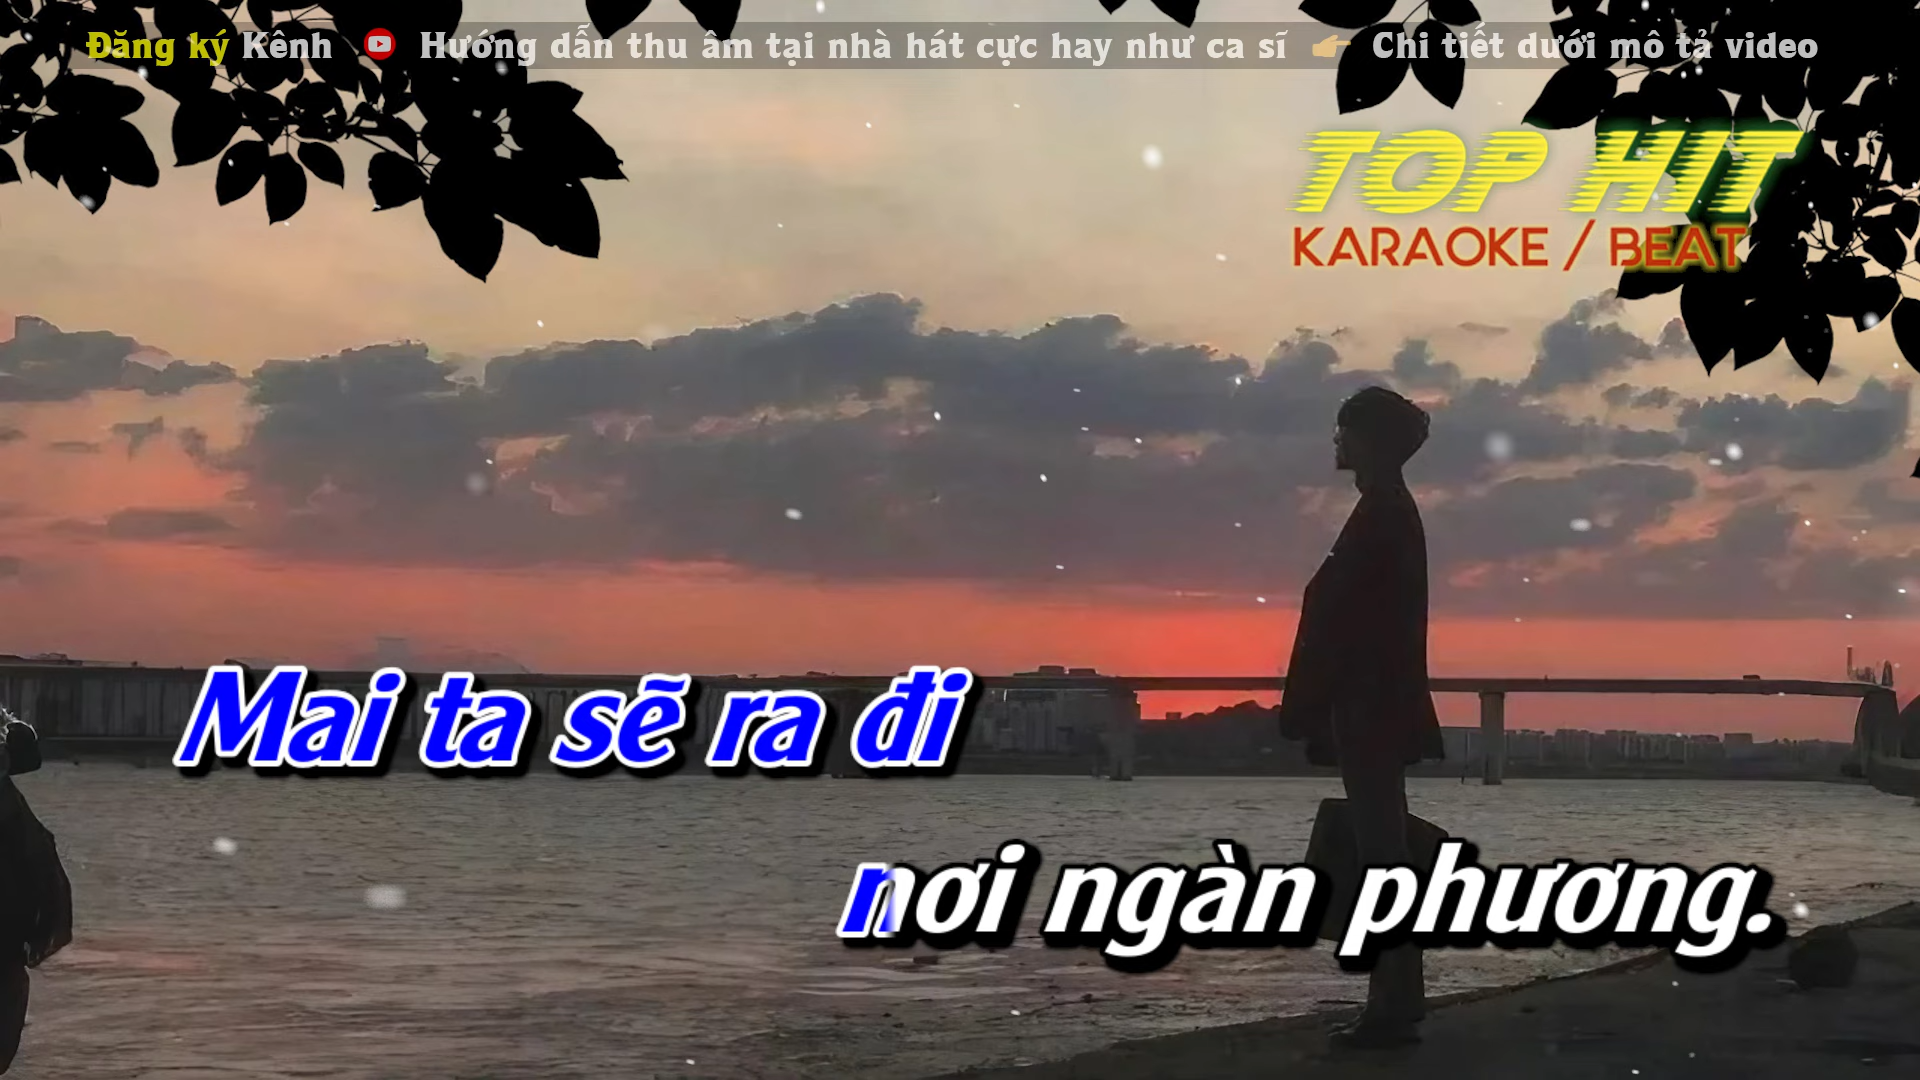 Đăng ký Kênh Hướng dẫn thu âm tại nhà hát cực hay như ca sĩ 👉 Chi tiết dưới mô tả video
TOP HIT
KARAOKE / BEAT
Mai ta sẽ ra đi
nơi ngàn phương.